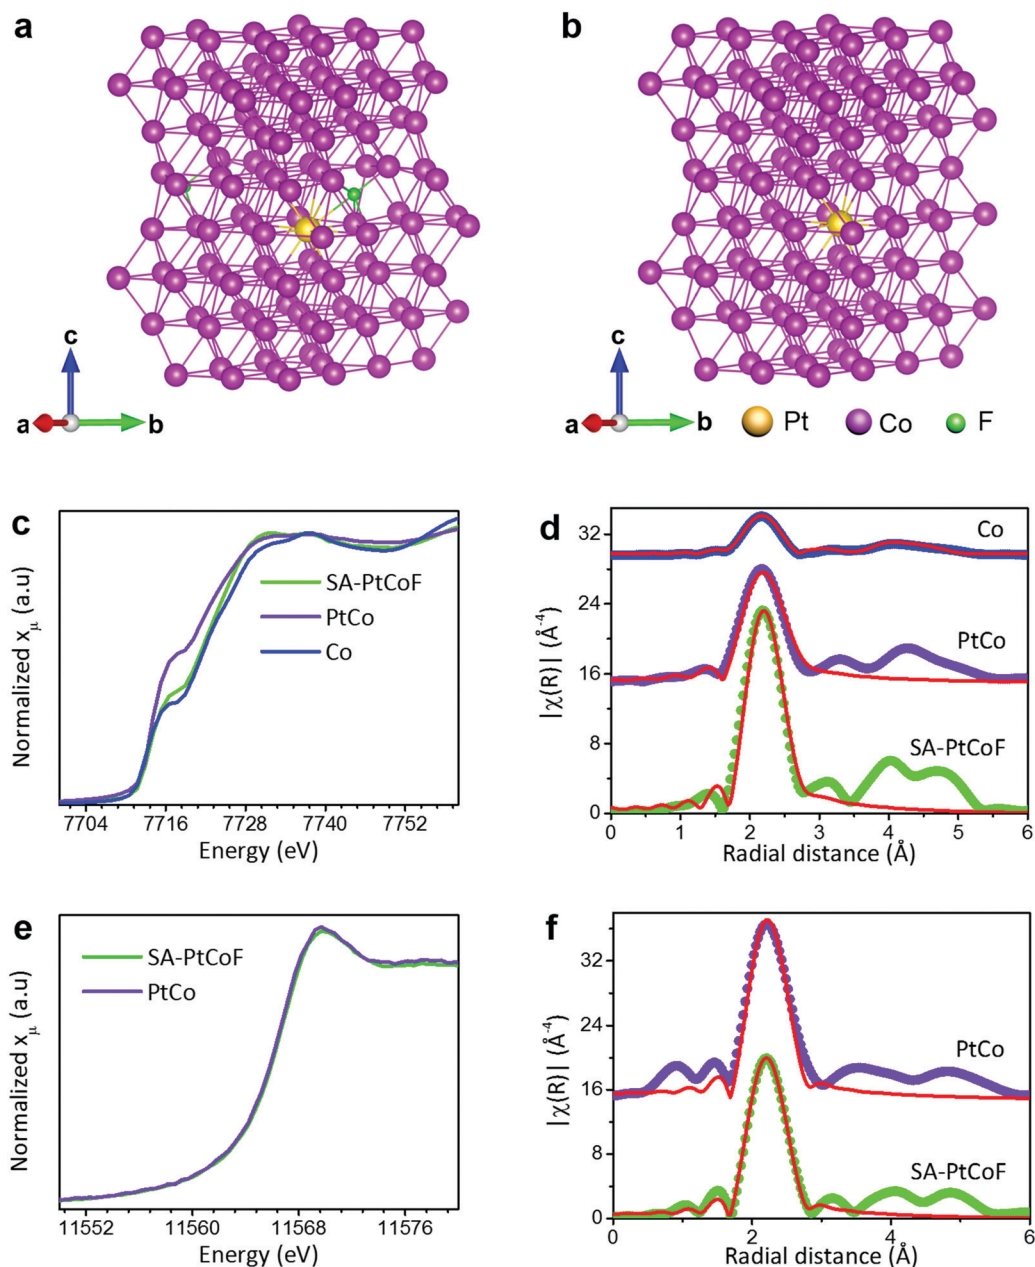 a
b
c
a
b
c
a
b
Pt
Co
F
c
Normalized xμ (a.u)
SA-PtCoF
PtCo
Co
7704 7716 7728 7740 7752
Energy (eV)
d
|χ(R)| (Å⁻⁴)
32
24
16
8
0
Co
PtCo
SA-PtCoF
0 1 2 3 4 5 6
Radial distance (Å)
e
Normalized xμ (a.u)
SA-PtCoF
PtCo
11552 11560 11568 11576
Energy (eV)
f
|χ(R)| (Å⁻⁴)
32
24
16
8
0
PtCo
SA-PtCoF
0 2 4 6
Radial distance (Å)